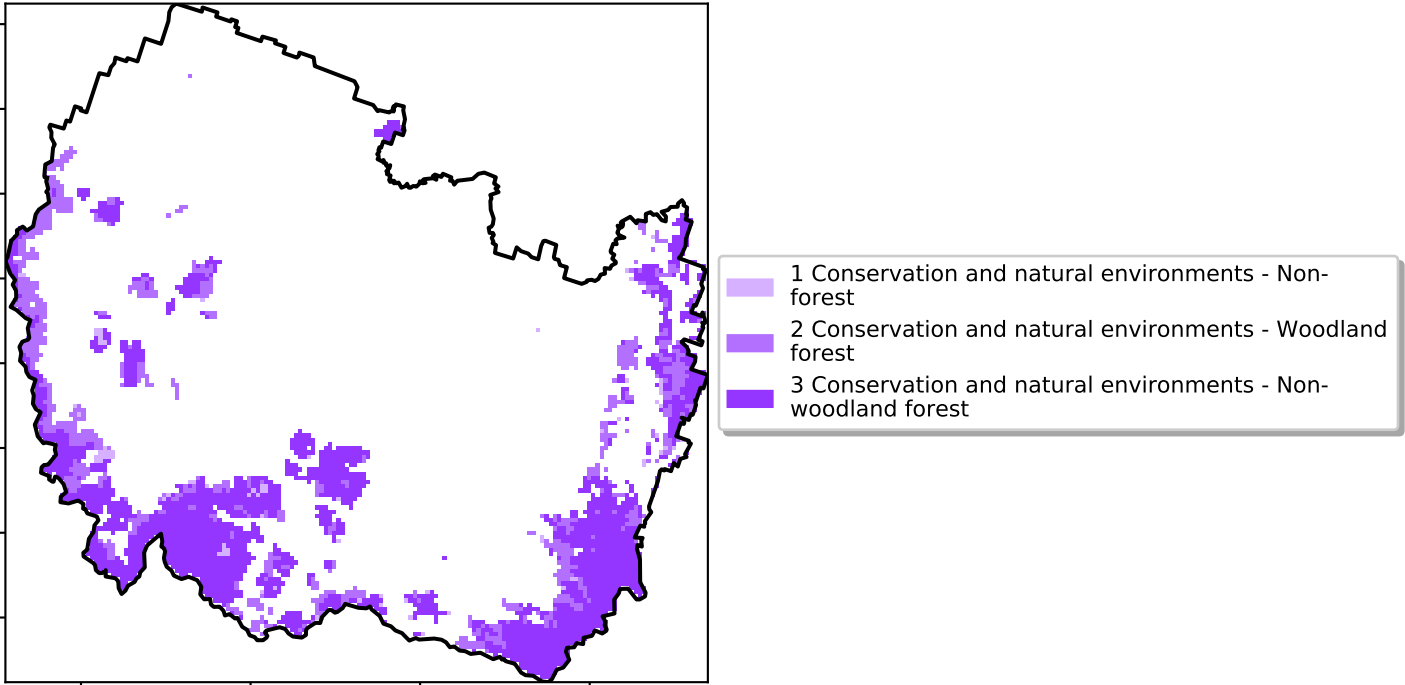 1 Conservation and natural environments - Non-
forest
2 Conservation and natural environments - Woodland
forest
3 Conservation and natural environments - Non-
woodland forest